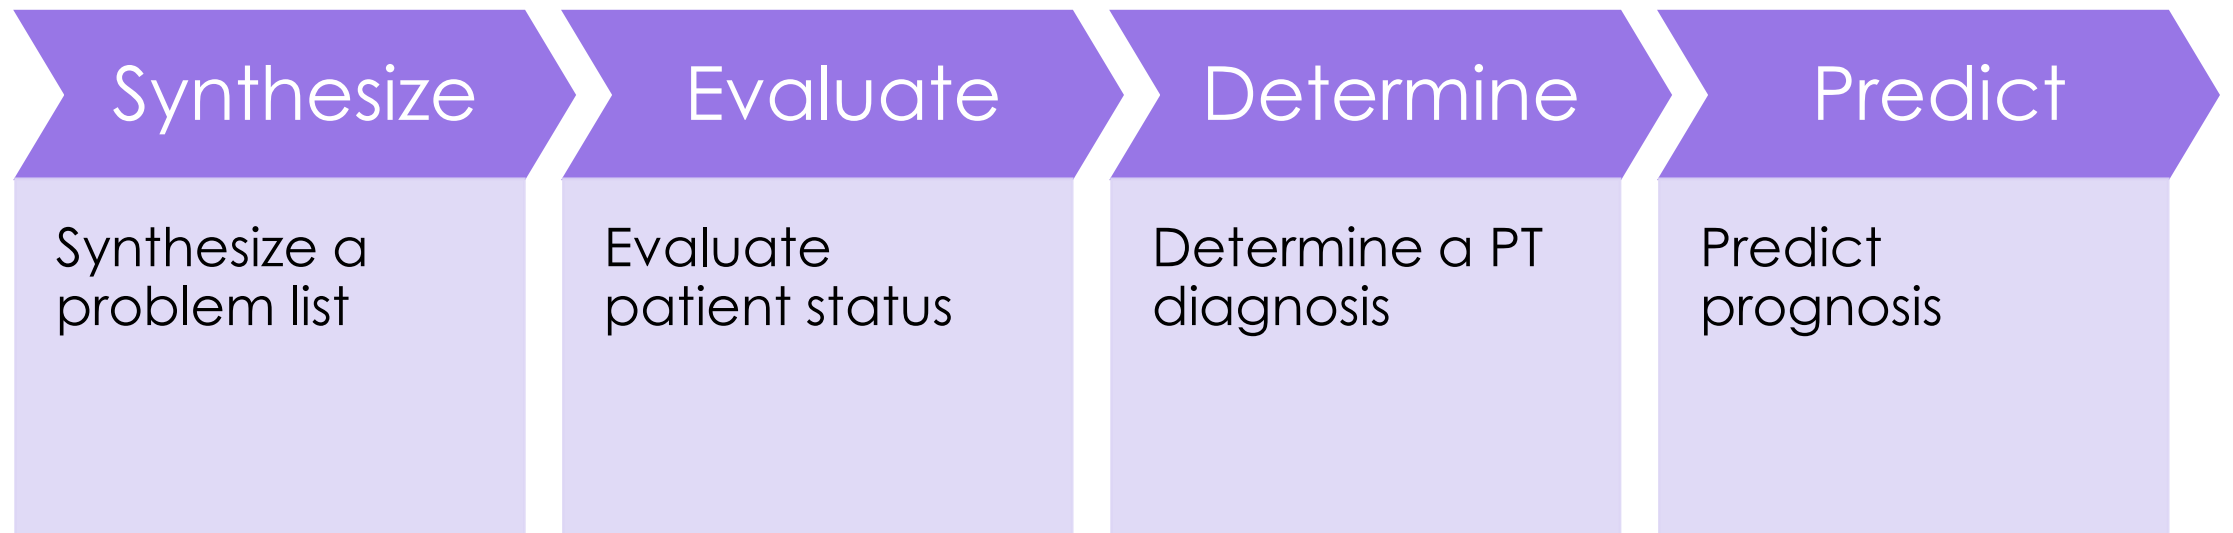 Synthesize
Evaluate
Determine
Predict
Synthesize a
problem list
Evaluate
patient status
Determine a PT
diagnosis
Predict
prognosis